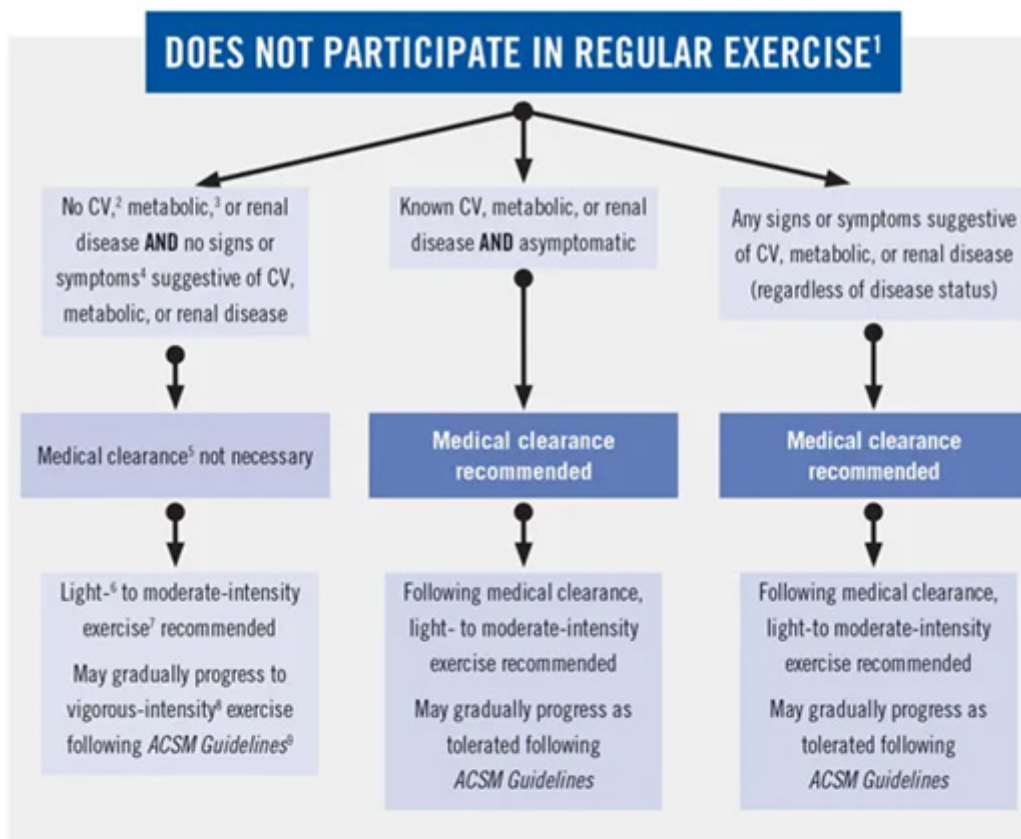 DOES NOT PARTICIPATE IN REGULAR EXERCISE¹
No CV,² metabolic,³ or renal
disease AND no signs or
symptoms⁴ suggestive of CV,
metabolic, or renal disease
Medical clearance⁵ not necessary
Light-⁶ to moderate-intensity
exercise⁷ recommended
May gradually progress to
vigorous-intensity⁸ exercise
following ACSM Guidelines⁹
Known CV, metabolic, or renal
disease AND asymptomatic
Medical clearance
recommended
Following medical clearance,
light- to moderate-intensity
exercise recommended
May gradually progress as
tolerated following
ACSM Guidelines
Any signs or symptoms suggestive
of CV, metabolic, or renal disease
(regardless of disease status)
Medical clearance
recommended
Following medical clearance,
light-to moderate-intensity
exercise recommended
May gradually progress as
tolerated following
ACSM Guidelines